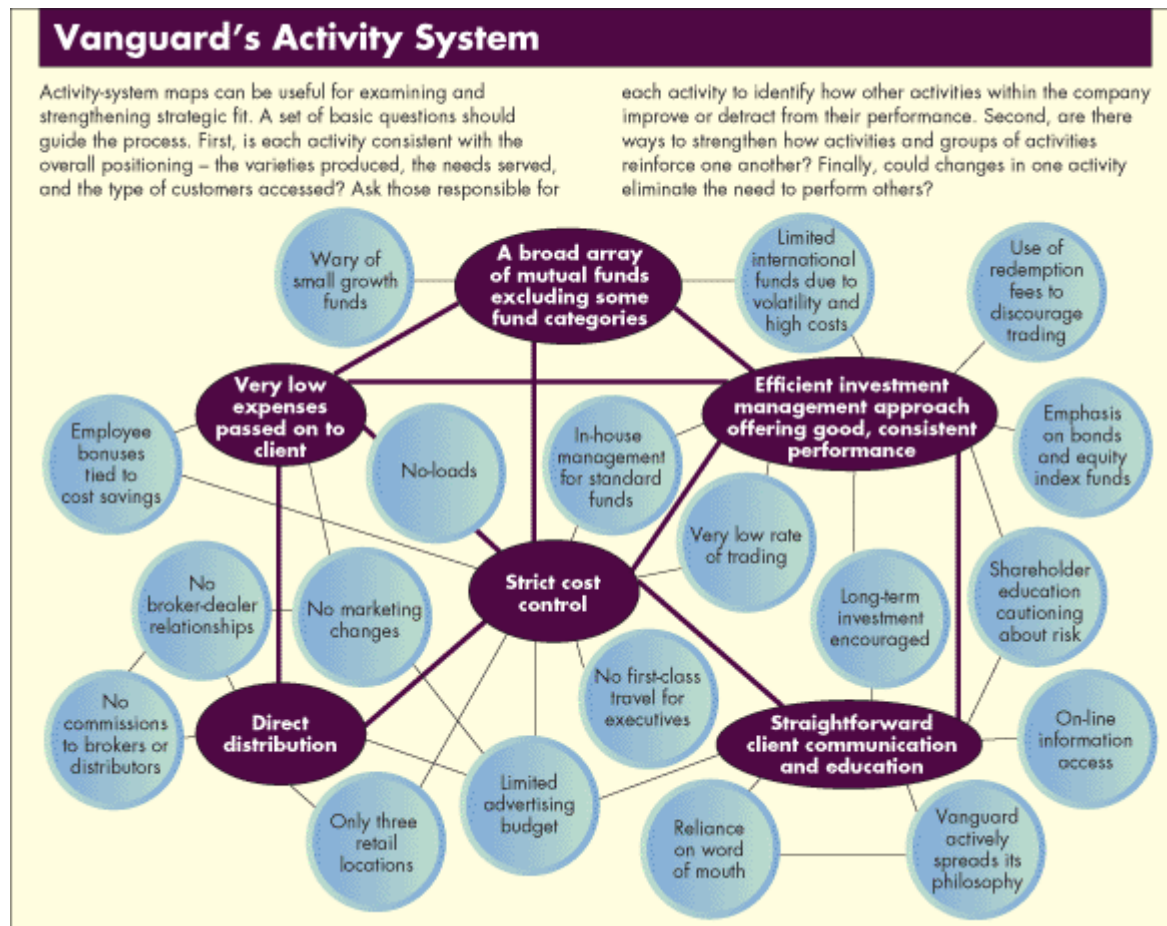 Vanguard's Activity System
Activity-system maps can be useful for examining and
strengthening strategic fit. A set of basic questions should
guide the process. First, is each activity consistent with the
overall positioning – the varieties produced, the needs served,
and the type of customers accessed? Ask those responsible for
each activity to identify how other activities within the company
improve or detract from their performance. Second, are there
ways to strengthen how activities and groups of activities
reinforce one another? Finally, could changes in one activity
eliminate the need to perform others?
Wary of
small growth
funds
A broad array
of mutual funds
excluding some
fund categories
Limited
international
funds due to
volatility and
high costs
Use of
redemption
fees to
discourage
trading
Very low
expenses
passed on to
client
Efficient investment
management approach
offering good, consistent
performance
Employee
bonuses
tied to
cost savings
No-loads
In-house
management
for standard
funds
Emphasis
on bonds
and equity
index funds
Very low rate
of trading
Strict cost
control
No
broker-dealer
relationships
No marketing
changes
Long-term
investment
encouraged
Shareholder
education
cautioning
about risk
No
commissions
to brokers or
distributors
Direct
distribution
No first-class
travel for
executives
Straightforward
client communication
and education
On-line
information
access
Only three
retail
locations
Limited
advertising
budget
Reliance
on word
of mouth
Vanguard
actively
spreads its
philosophy